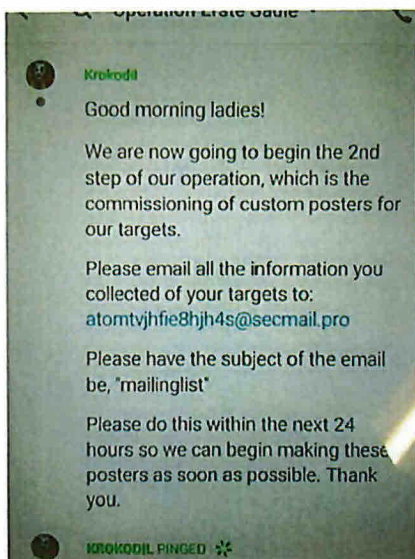 Operation Erste Säule
Krokodil
Good morning ladies!
We are now going to begin the 2nd
step of our operation, which is the
commissioning of custom posters for
our targets.
Please email all the information you
collected of your targets to:
atomtvjhfie8hjh4s@secmail.pro
Please have the subject of the email
be, "mailinglist"
Please do this within the next 24
hours so we can begin making these
posters as soon as possible. Thank
you.
KROKODIL PINGED